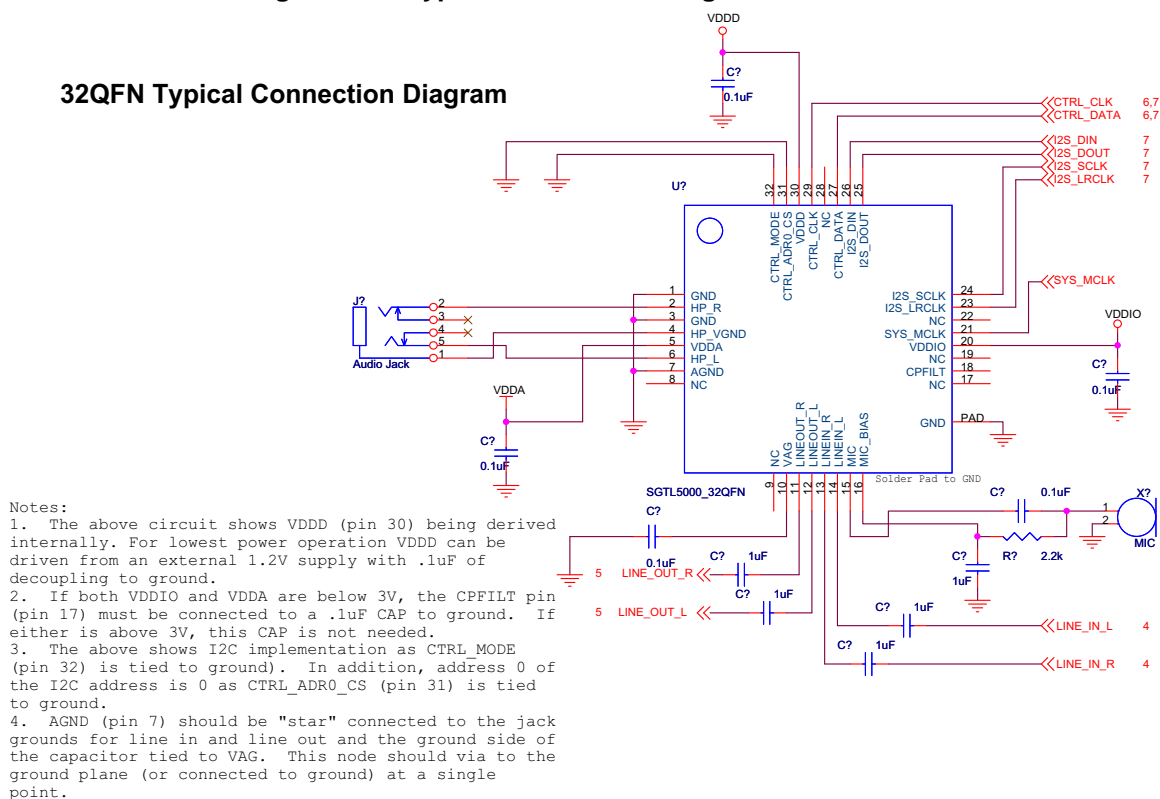 VDDD
32QFN Typical Connection Diagram
C?
0.1uF
CTRL_CLK 6,7
CTRL_DATA 6,7
I2S_DIN 7
I2S_DOUT 7
I2S_SCLK 7
I2S_LRCLK 7
U?
32
31
30
29
28
27
26
25
CTRL_MODE
CTRL_ADR0_CS
VDDD
CTRL_CLK
NC
CTRL_DATA
I2S_DIN
I2S_DOUT
SYS_MCLK
J?
2
3
4
5
1
Audio Jack
1 GND
2 HP_R
3 GND
4 HP_VGND
5 VDDA
6 HP_L
7 AGND
8 NC
I2S_SCLK 24
I2S_LRCLK 23
NC 22
SYS_MCLK 21
VDDIO 20
NC 19
CPFILT 18
NC 17
GND PAD
VDDIO
C?
0.1uF
VDDA
C?
0.1uF
NC
VAG
LINEOUT_R
LINEOUT_L
LINEIN_R
LINEIN_L
MIC
MIC_BIAS
9
10
11
12
13
14
15
16
Solder Pad to GND
SGTL5000_32QFN
C?
0.1uF
C? 0.1uF
X?
1
2
MIC
R? 2.2k
C?
1uF
5 LINE_OUT_R
C? 1uF
5 LINE_OUT_L
C? 1uF
C? 1uF
LINE_IN_L 4
C? 1uF
LINE_IN_R 4
Notes:
1. The above circuit shows VDDD (pin 30) being derived
internally. For lowest power operation VDDD can be
driven from an external 1.2V supply with .1uF of
decoupling to ground.
2. If both VDDIO and VDDA are below 3V, the CPFILT pin
(pin 17) must be connected to a .1uF CAP to ground. If
either is above 3V, this CAP is not needed.
3. The above shows I2C implementation as CTRL_MODE
(pin 32) is tied to ground). In addition, address 0 of
the I2C address is 0 as CTRL_ADR0_CS (pin 31) is tied
to ground.
4. AGND (pin 7) should be "star" connected to the jack
grounds for line in and line out and the ground side of
the capacitor tied to VAG. This node should via to the
ground plane (or connected to ground) at a single
point.